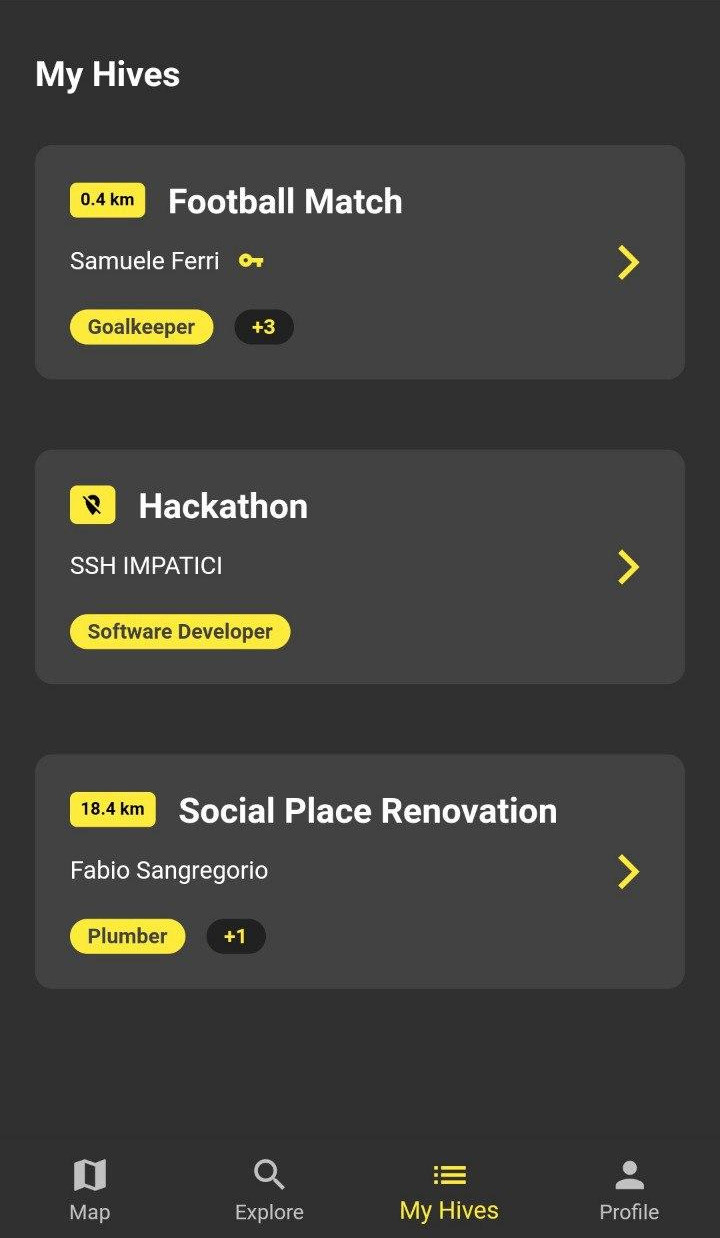 My Hives
0.4 km Football Match
Samuele Ferri
Goalkeeper +3
Hackathon
SSH IMPATICI
Software Developer
18.4 km Social Place Renovation
Fabio Sangregorio
Plumber +1
Map Explore My Hives Profile